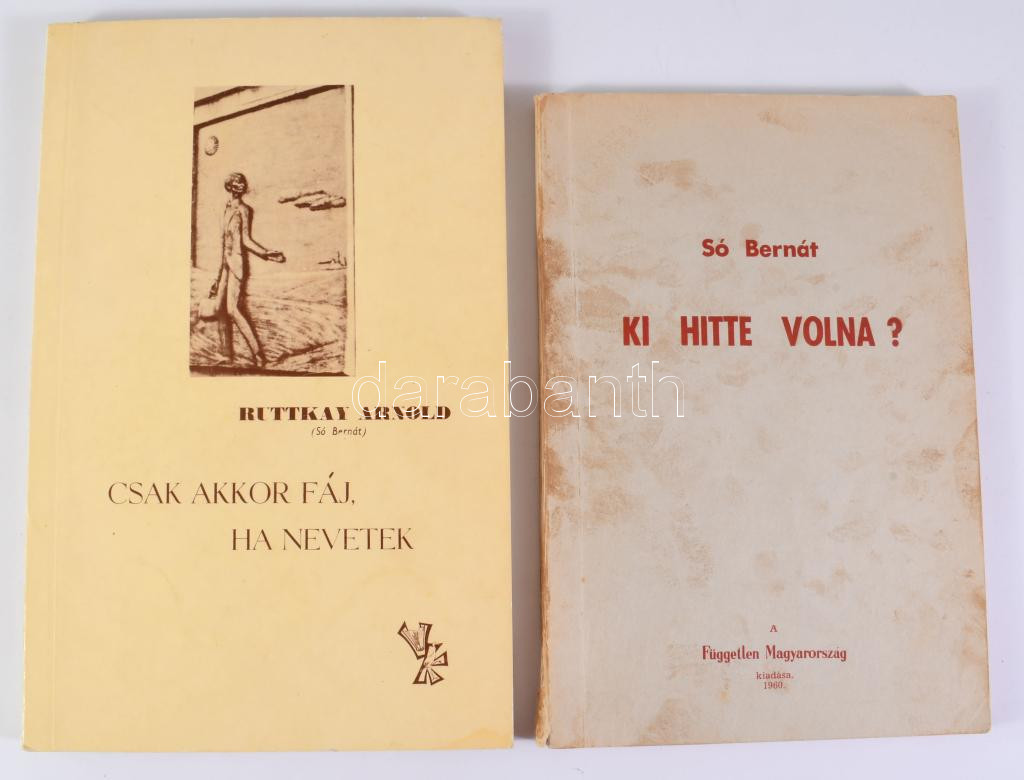 RUTTKAY ARNOLD
(Só Bernát)
CSAK AKKOR FÁJ,
HA NEVETEK
Só Bernát
KI HITTE VOLNA?
A
Független Magyarország
kiadása.
1960.
darabanth